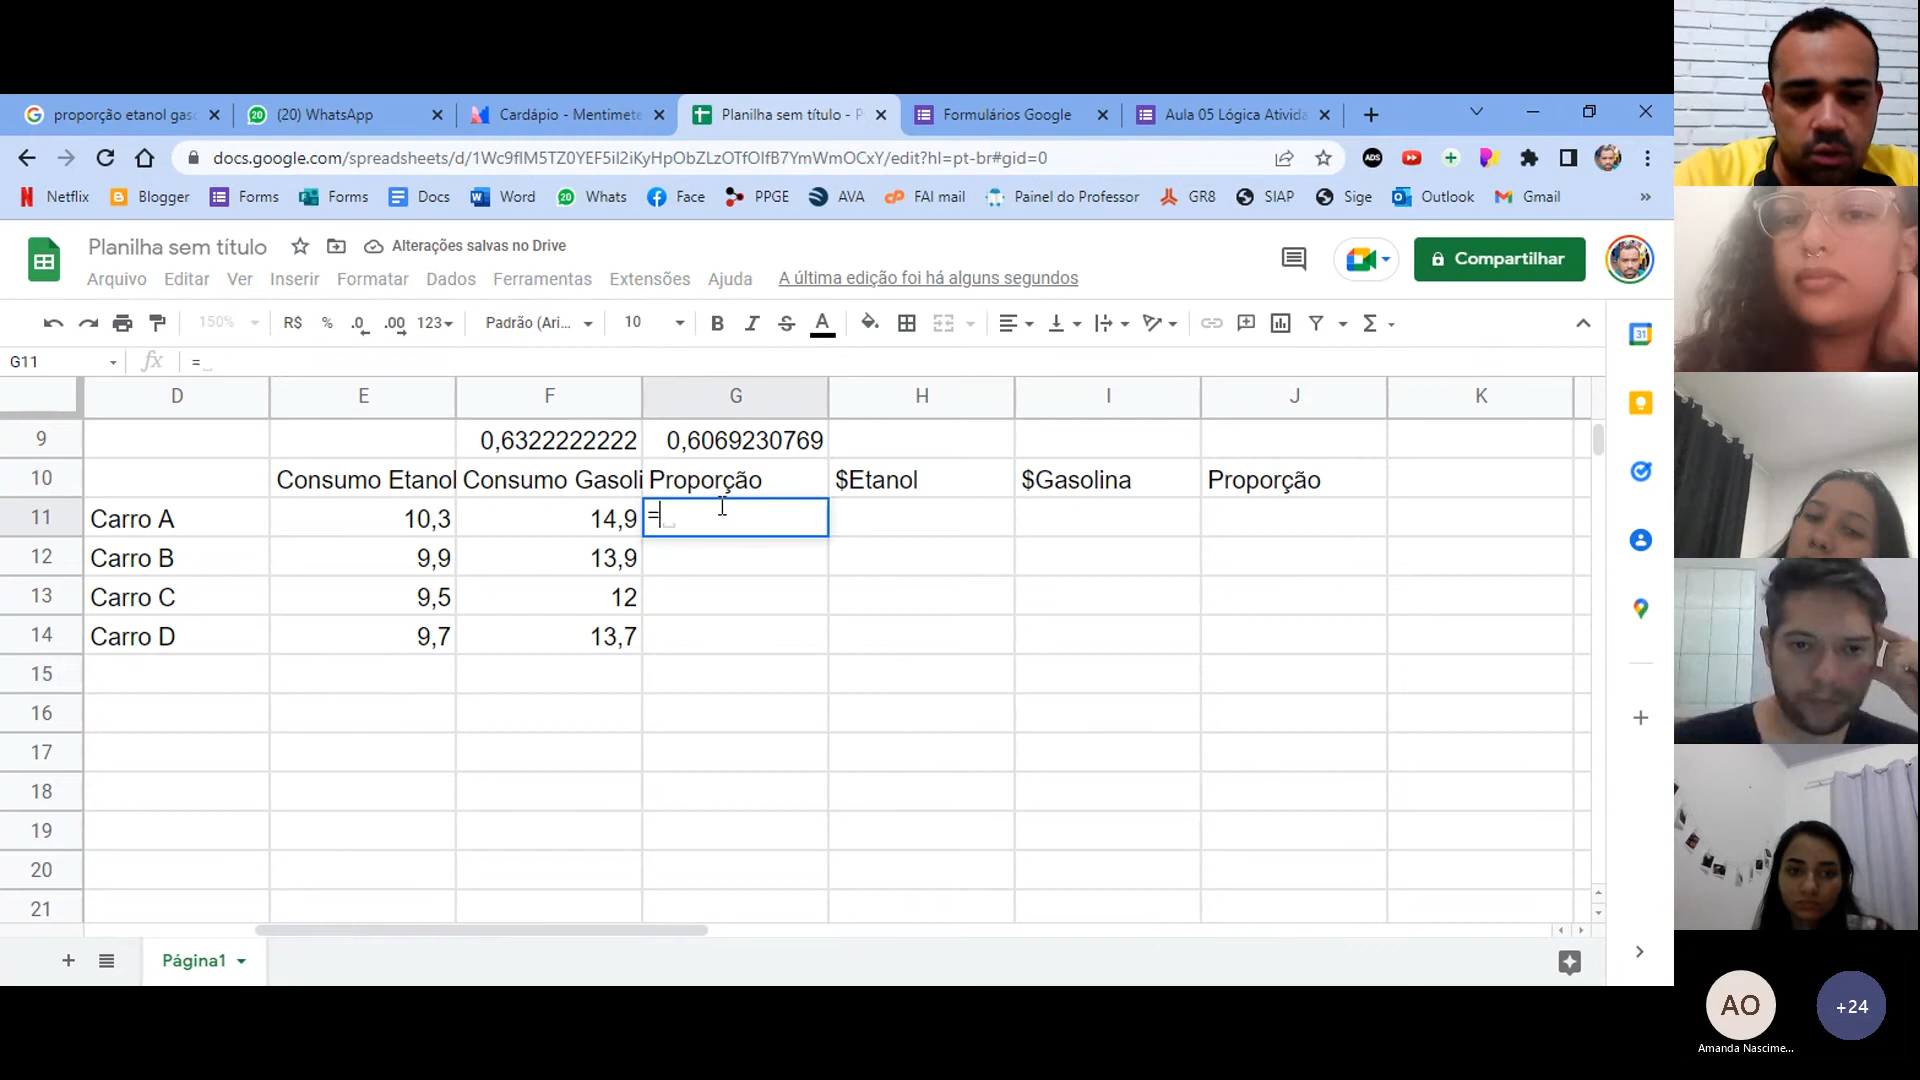 proporção etanol gaso
(20) WhatsApp
Cardápio - Mentimete
Planilha sem título - P
Formulários Google
Aula 05 Lógica Ativida
docs.google.com/spreadsheets/d/1Wc9flM5TZ0YEF5il2iKyHpObZLzOTfOlfB7YmWmOCxY/edit?hl=pt-br#gid=0
ADS
N Netflix Blogger Forms Forms Docs Word 20 Whats Face PPGE AVA FAI mail Painel do Professor GR8 SIAP Sige Outlook Gmail »
Planilha sem título Alterações salvas no Drive
Compartilhar
Arquivo Editar Ver Inserir Formatar Dados Ferramentas Extensões Ajuda A última edição foi há alguns segundos
150% R$ % .0 .00 123 Padrão (Ari... 10 B I S A Σ
31
G11 fx =
D E F G H I J K
9 0,6322222222 0,6069230769
10 Consumo Etanol Consumo Gasoli Proporção $Etanol $Gasolina Proporção
11 Carro A 10,3 14,9 =
12 Carro B 9,9 13,9
13 Carro C 9,5 12
14 Carro D 9,7 13,7
15
16
17
18
19
20
21
Página1
AO +24
Amanda Nascime...